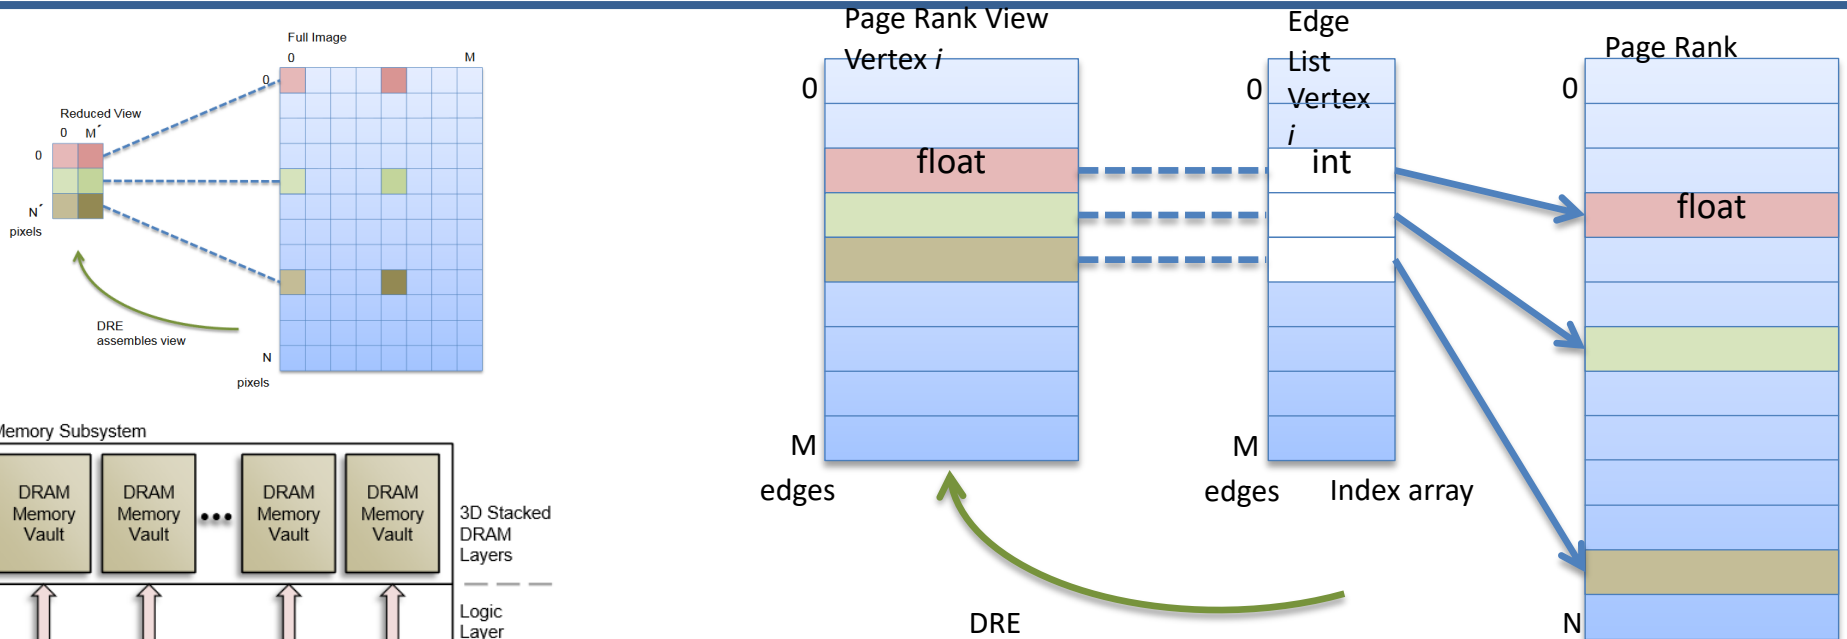 Full Image
0
M
0
Reduced View
0 M´
0
N´
pixels
DRE
assembles view
N
pixels
Memory Subsystem
DRAM
Memory
Vault
DRAM
Memory
Vault
DRAM
Memory
Vault
DRAM
Memory
Vault
3D Stacked
DRAM
Layers
Logic
Layer
Page Rank View
Vertex i
0
float
M
edges
Edge
List
Vertex
i
0
int
M
edges
Index array
Page Rank
0
float
N
DRE